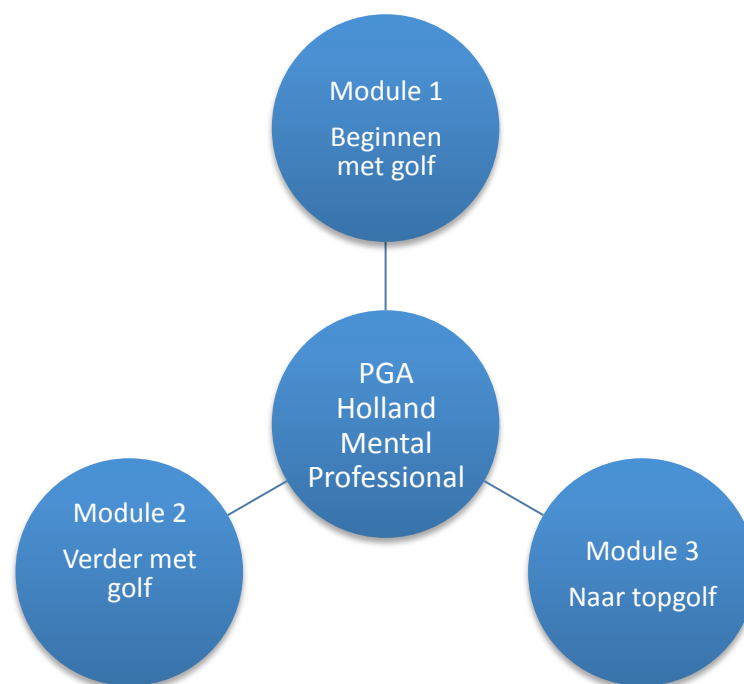 Module 1
Beginnen
met golf
PGA
Holland
Mental
Professional
Module 2
Verder met
golf
Module 3
Naar topgolf